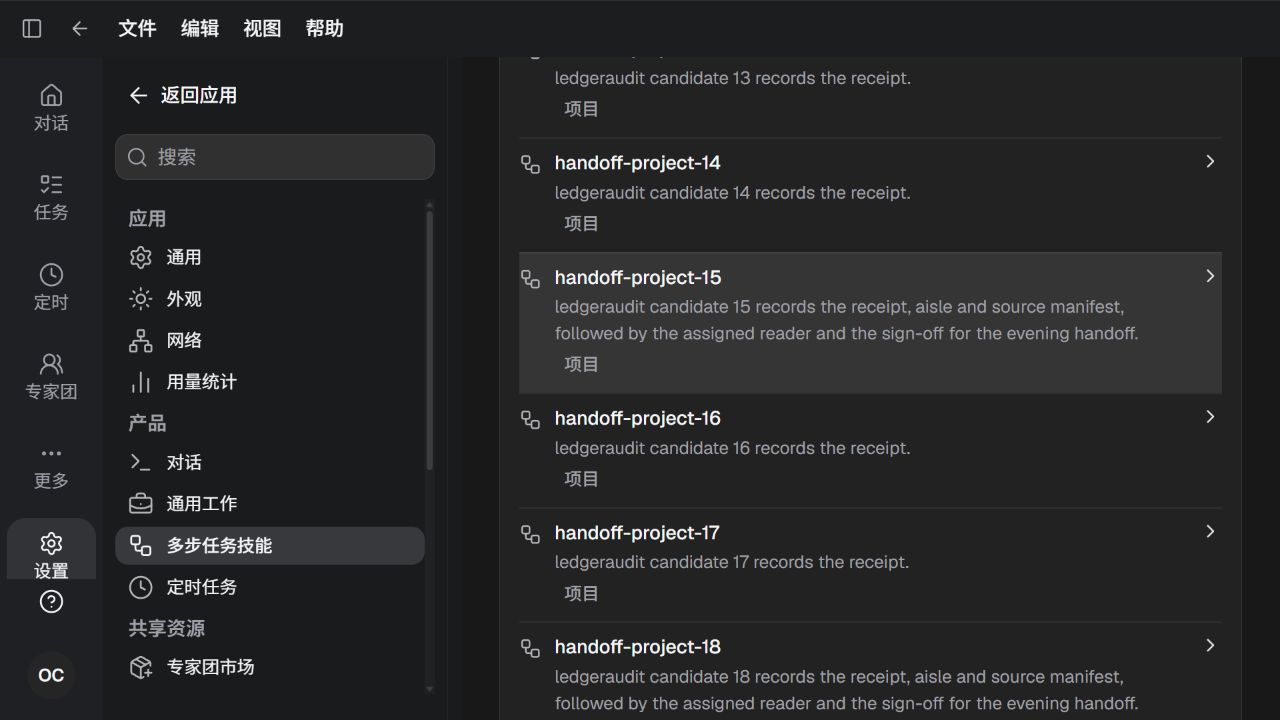 文件 编辑 视图 帮助
对话
任务
定时
专家团
更多
设置
OC
返回应用
搜索
应用
通用
外观
网络
用量统计
产品
对话
通用工作
多步任务技能
定时任务
共享资源
专家团市场
ledgeraudit candidate 13 records the receipt.
项目
handoff-project-14
ledgeraudit candidate 14 records the receipt.
项目
handoff-project-15
ledgeraudit candidate 15 records the receipt, aisle and source manifest,
followed by the assigned reader and the sign-off for the evening handoff.
项目
handoff-project-16
ledgeraudit candidate 16 records the receipt.
项目
handoff-project-17
ledgeraudit candidate 17 records the receipt.
项目
handoff-project-18
ledgeraudit candidate 18 records the receipt, aisle and source manifest,
followed by the assigned reader and the sign-off for the evening handoff.